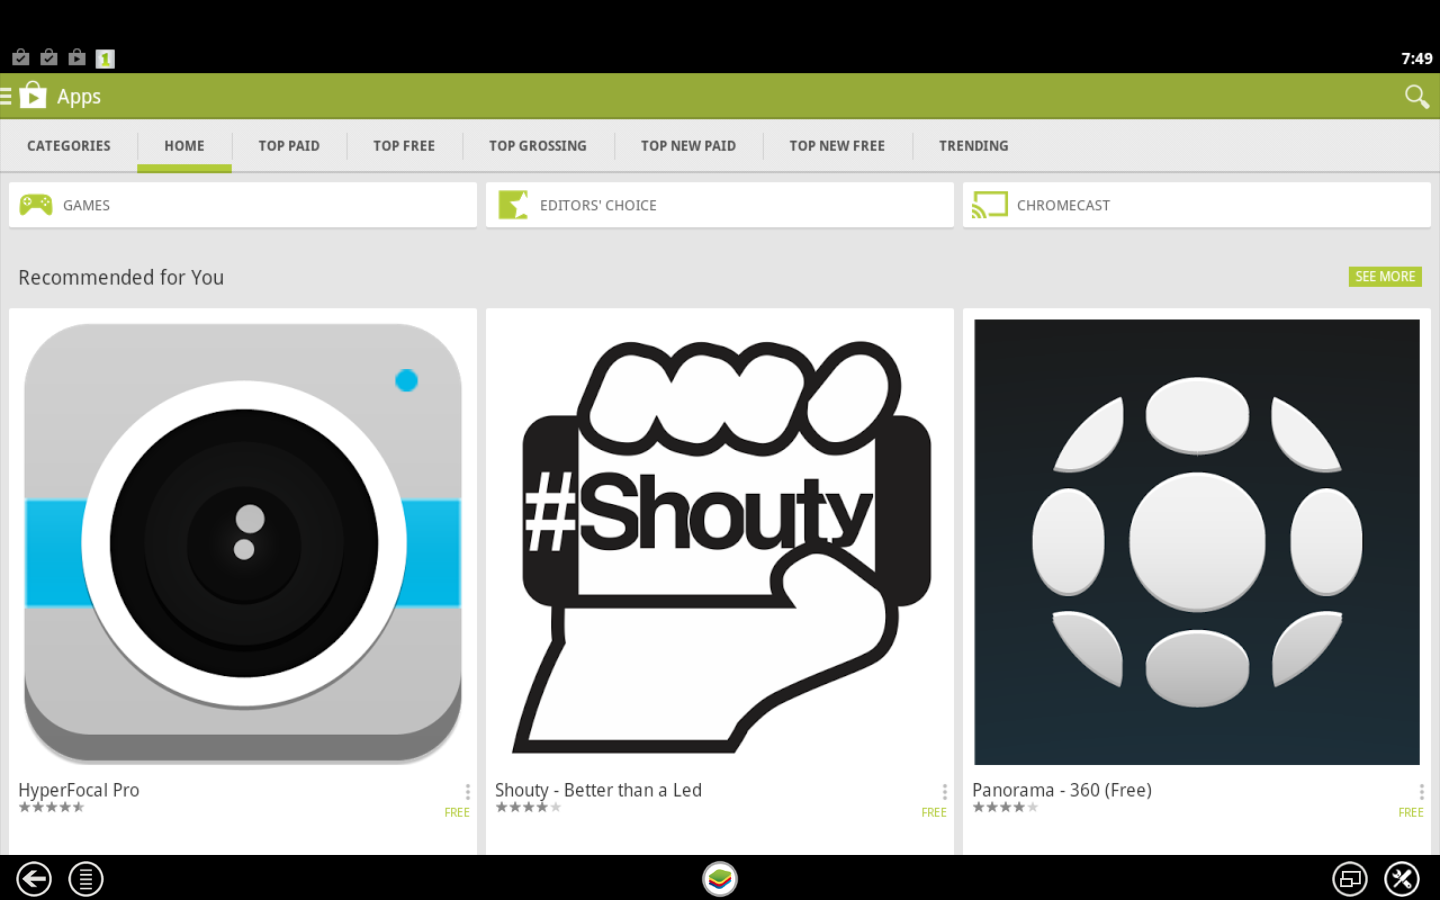 1
7:49
Apps
CATEGORIES HOME TOP PAID TOP FREE TOP GROSSING TOP NEW PAID TOP NEW FREE TRENDING
GAMES EDITORS' CHOICE CHROMECAST
Recommended for You SEE MORE
#Shouty
HyperFocal Pro
FREE
Shouty - Better than a Led
FREE
Panorama - 360 (Free)
FREE